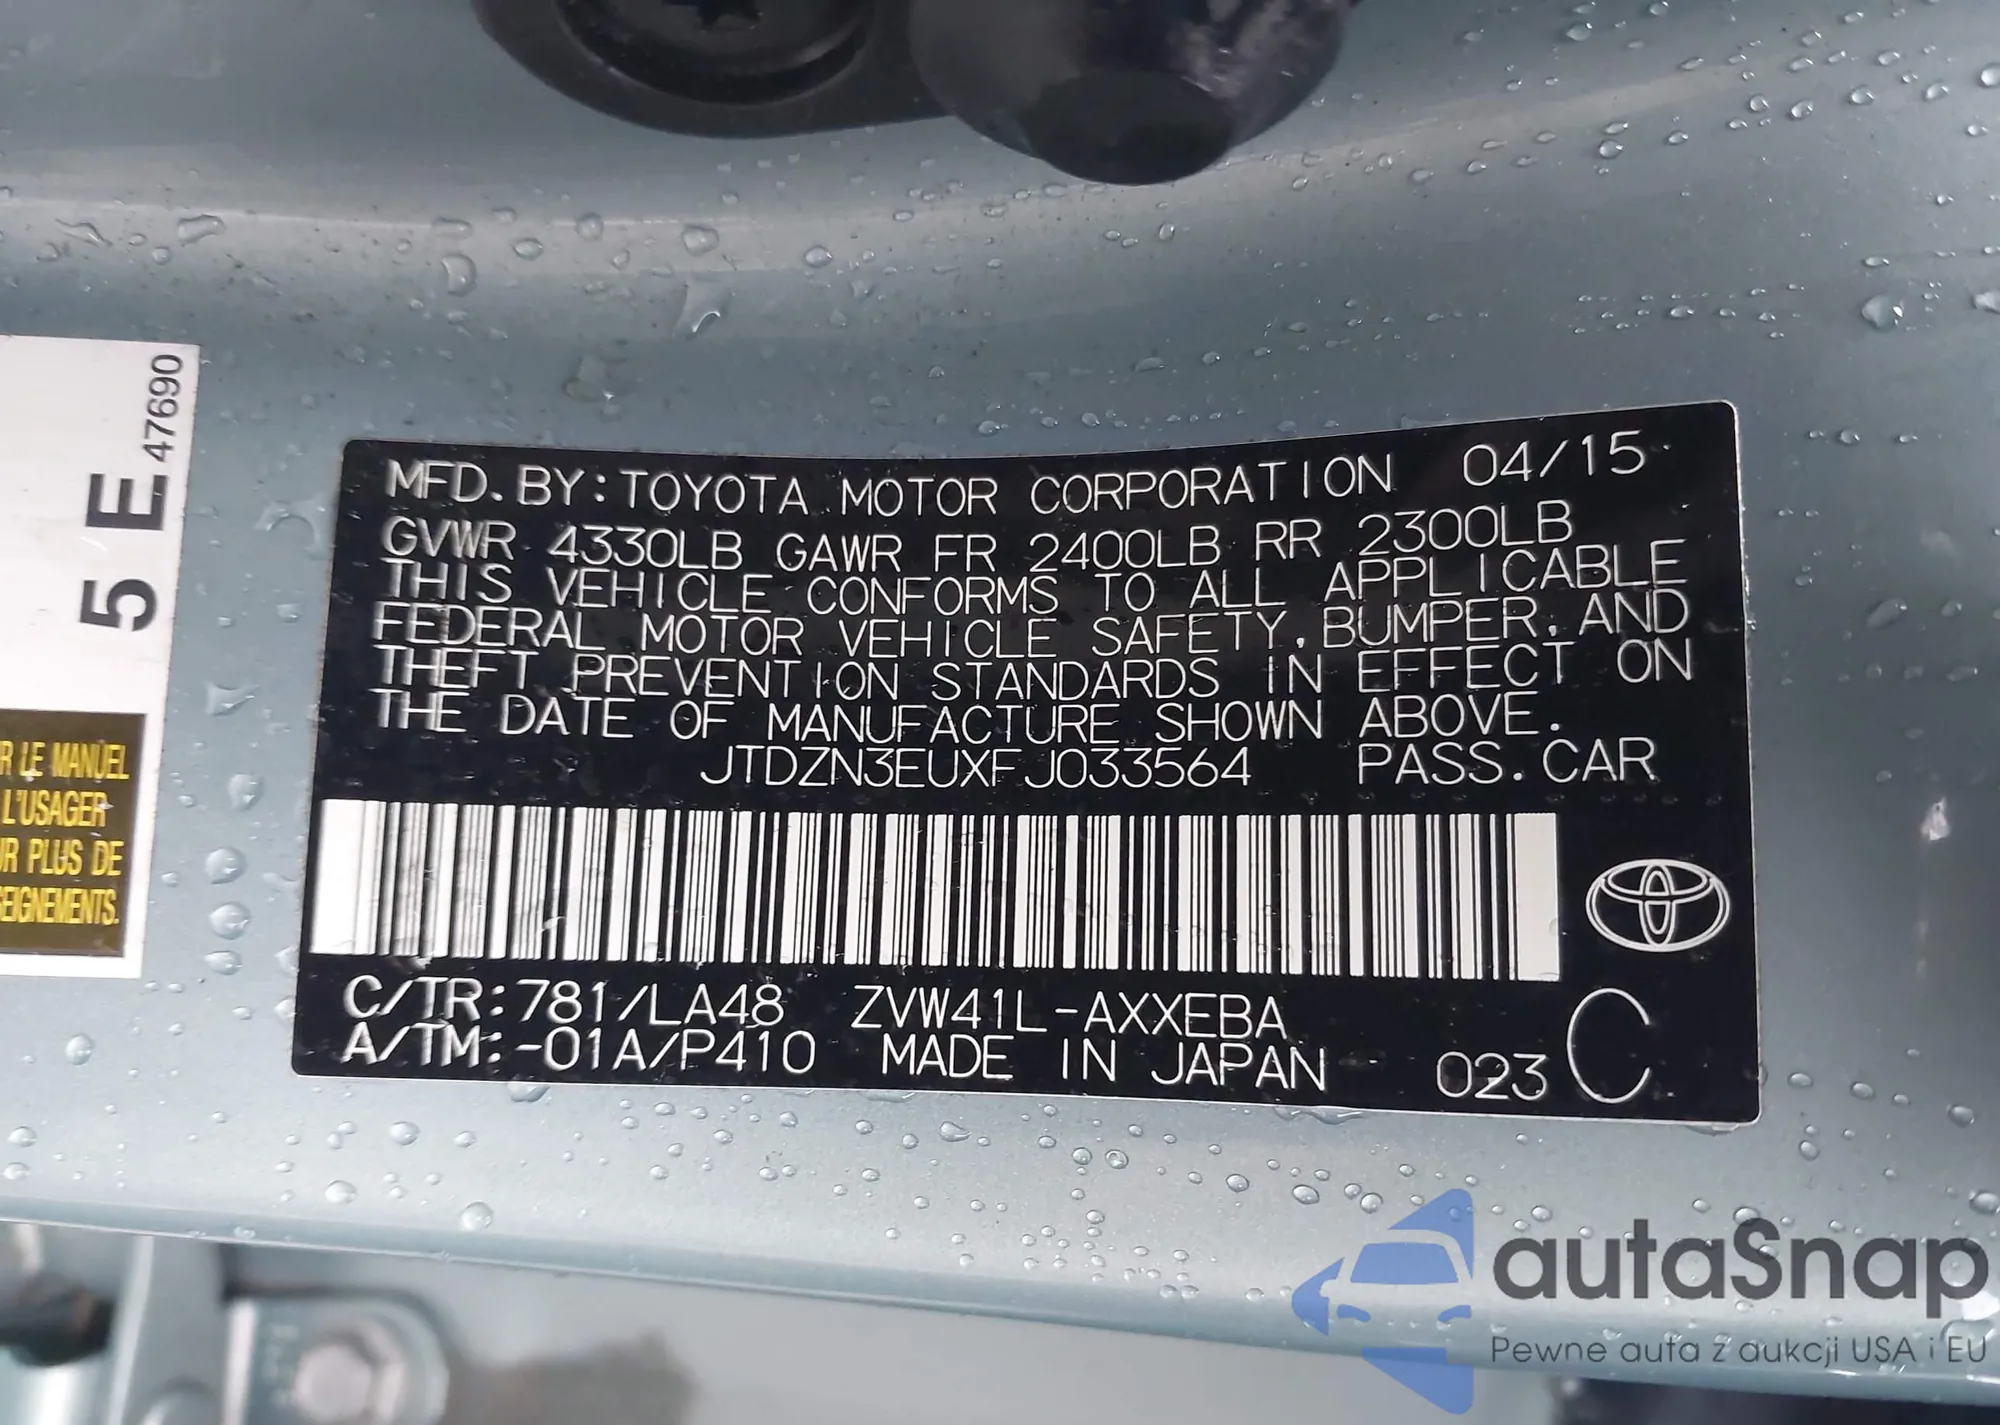 5 E 47690
R LE MANUEL
L'USAGER
UR PLUS DE
SEIGNEMENTS.
MFD. BY: TOYOTA MOTOR CORPORATION 04/15
GVWR 4330LB GAWR FR 2400LB RR 2300LB
THIS VEHICLE CONFORMS TO ALL APPLICABLE
FEDERAL MOTOR VEHICLE SAFETY, BUMPER, AND
THEFT PREVENTION STANDARDS IN EFFECT ON
THE DATE OF MANUFACTURE SHOWN ABOVE.
JTDZN3EUXFJ033564 PASS. CAR
C/TR: 781/LA48 ZVW41L-AXXEBA
A/TM: -01A/P410 MADE IN JAPAN 023 C
autaSnap
Pewne auta z aukcji USA i EU